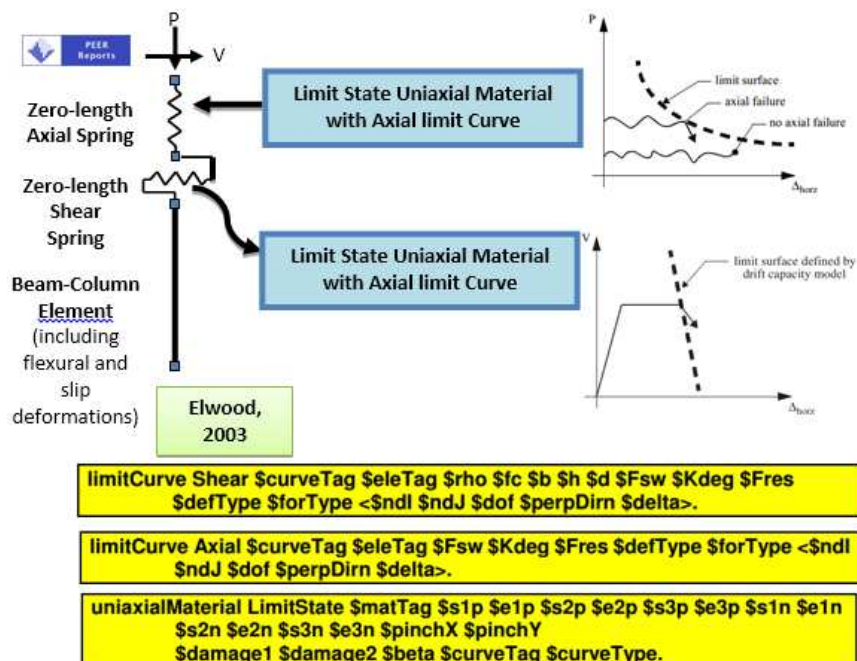 P
V
PEER
Reports
Zero-length
Axial Spring
Limit State Uniaxial Material
with Axial limit Curve
P
limit surface
axial failure
no axial failure
Δhorz
Zero-length
Shear
Spring
Limit State Uniaxial Material
with Axial limit Curve
V
limit surface defined by
drift capacity model
Δhorz
Beam-Column
Element
(including
flexural and
slip
deformations)
Elwood,
2003
limitCurve Shear $curveTag $eleTag $rho $fc $b $h $d $Fsw $Kdeg $Fres
$defType $forType <$ndI $ndJ $dof $perpDirn $delta>.
limitCurve Axial $curveTag $eleTag $Fsw $Kdeg $Fres $defType $forType <$ndI
$ndJ $dof $perpDirn $delta>.
uniaxialMaterial LimitState $matTag $s1p $e1p $s2p $e2p $s3p $e3p $s1n $e1n
$s2n $e2n $s3n $e3n $pinchX $pinchY
$damage1 $damage2 $beta $curveTag $curveType.